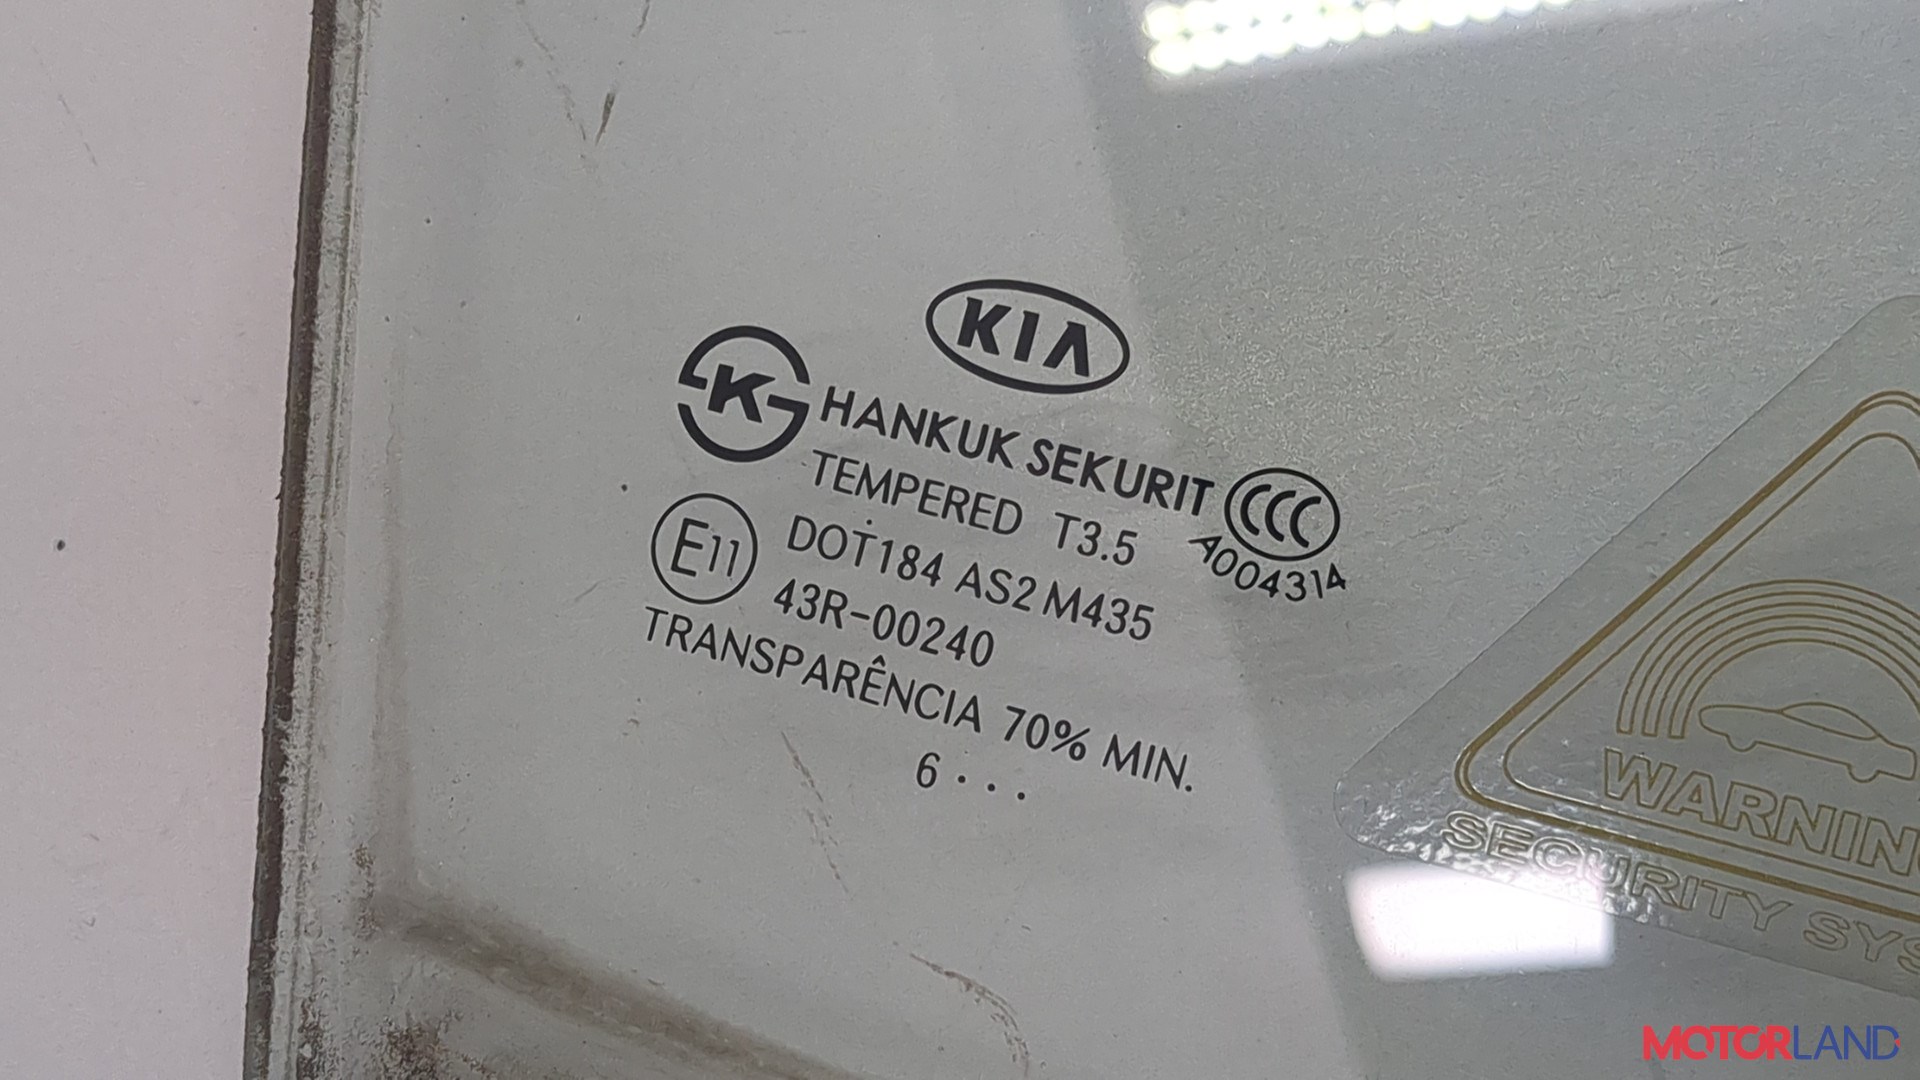 KIA
K
HANKUK SEKURIT
TEMPERED T3.5
CCC
A004314
E11
DOT184 AS2 M435
43R-00240
TRANSPARÊNCIA 70% MIN.
6 . . .
WARNIN
SECURITY SYS
MOTORLAND